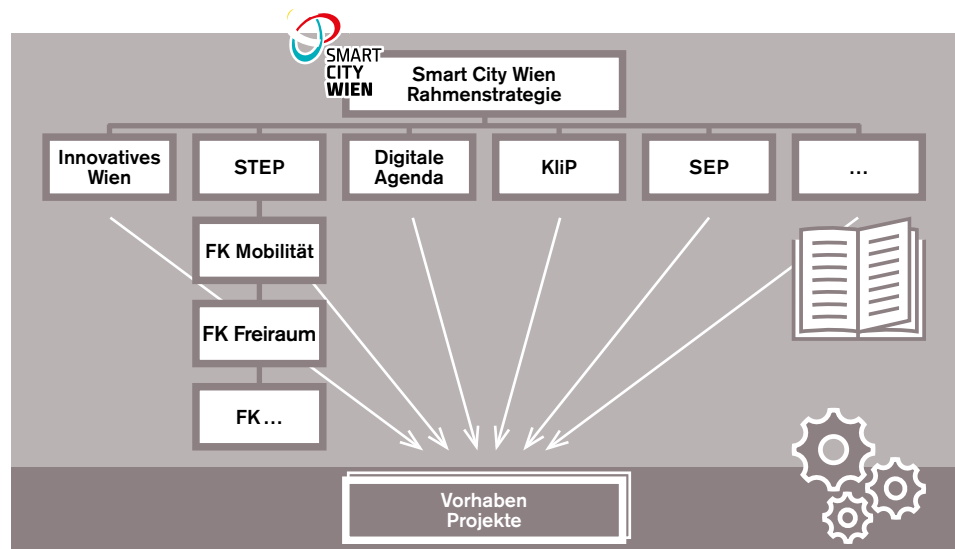 SMART
CITY
WIEN
Smart City Wien
Rahmenstrategie
Innovatives
Wien
STEP
Digitale
Agenda
KliP
SEP
...
FK Mobilität
FK Freiraum
FK ...
Vorhaben
Projekte